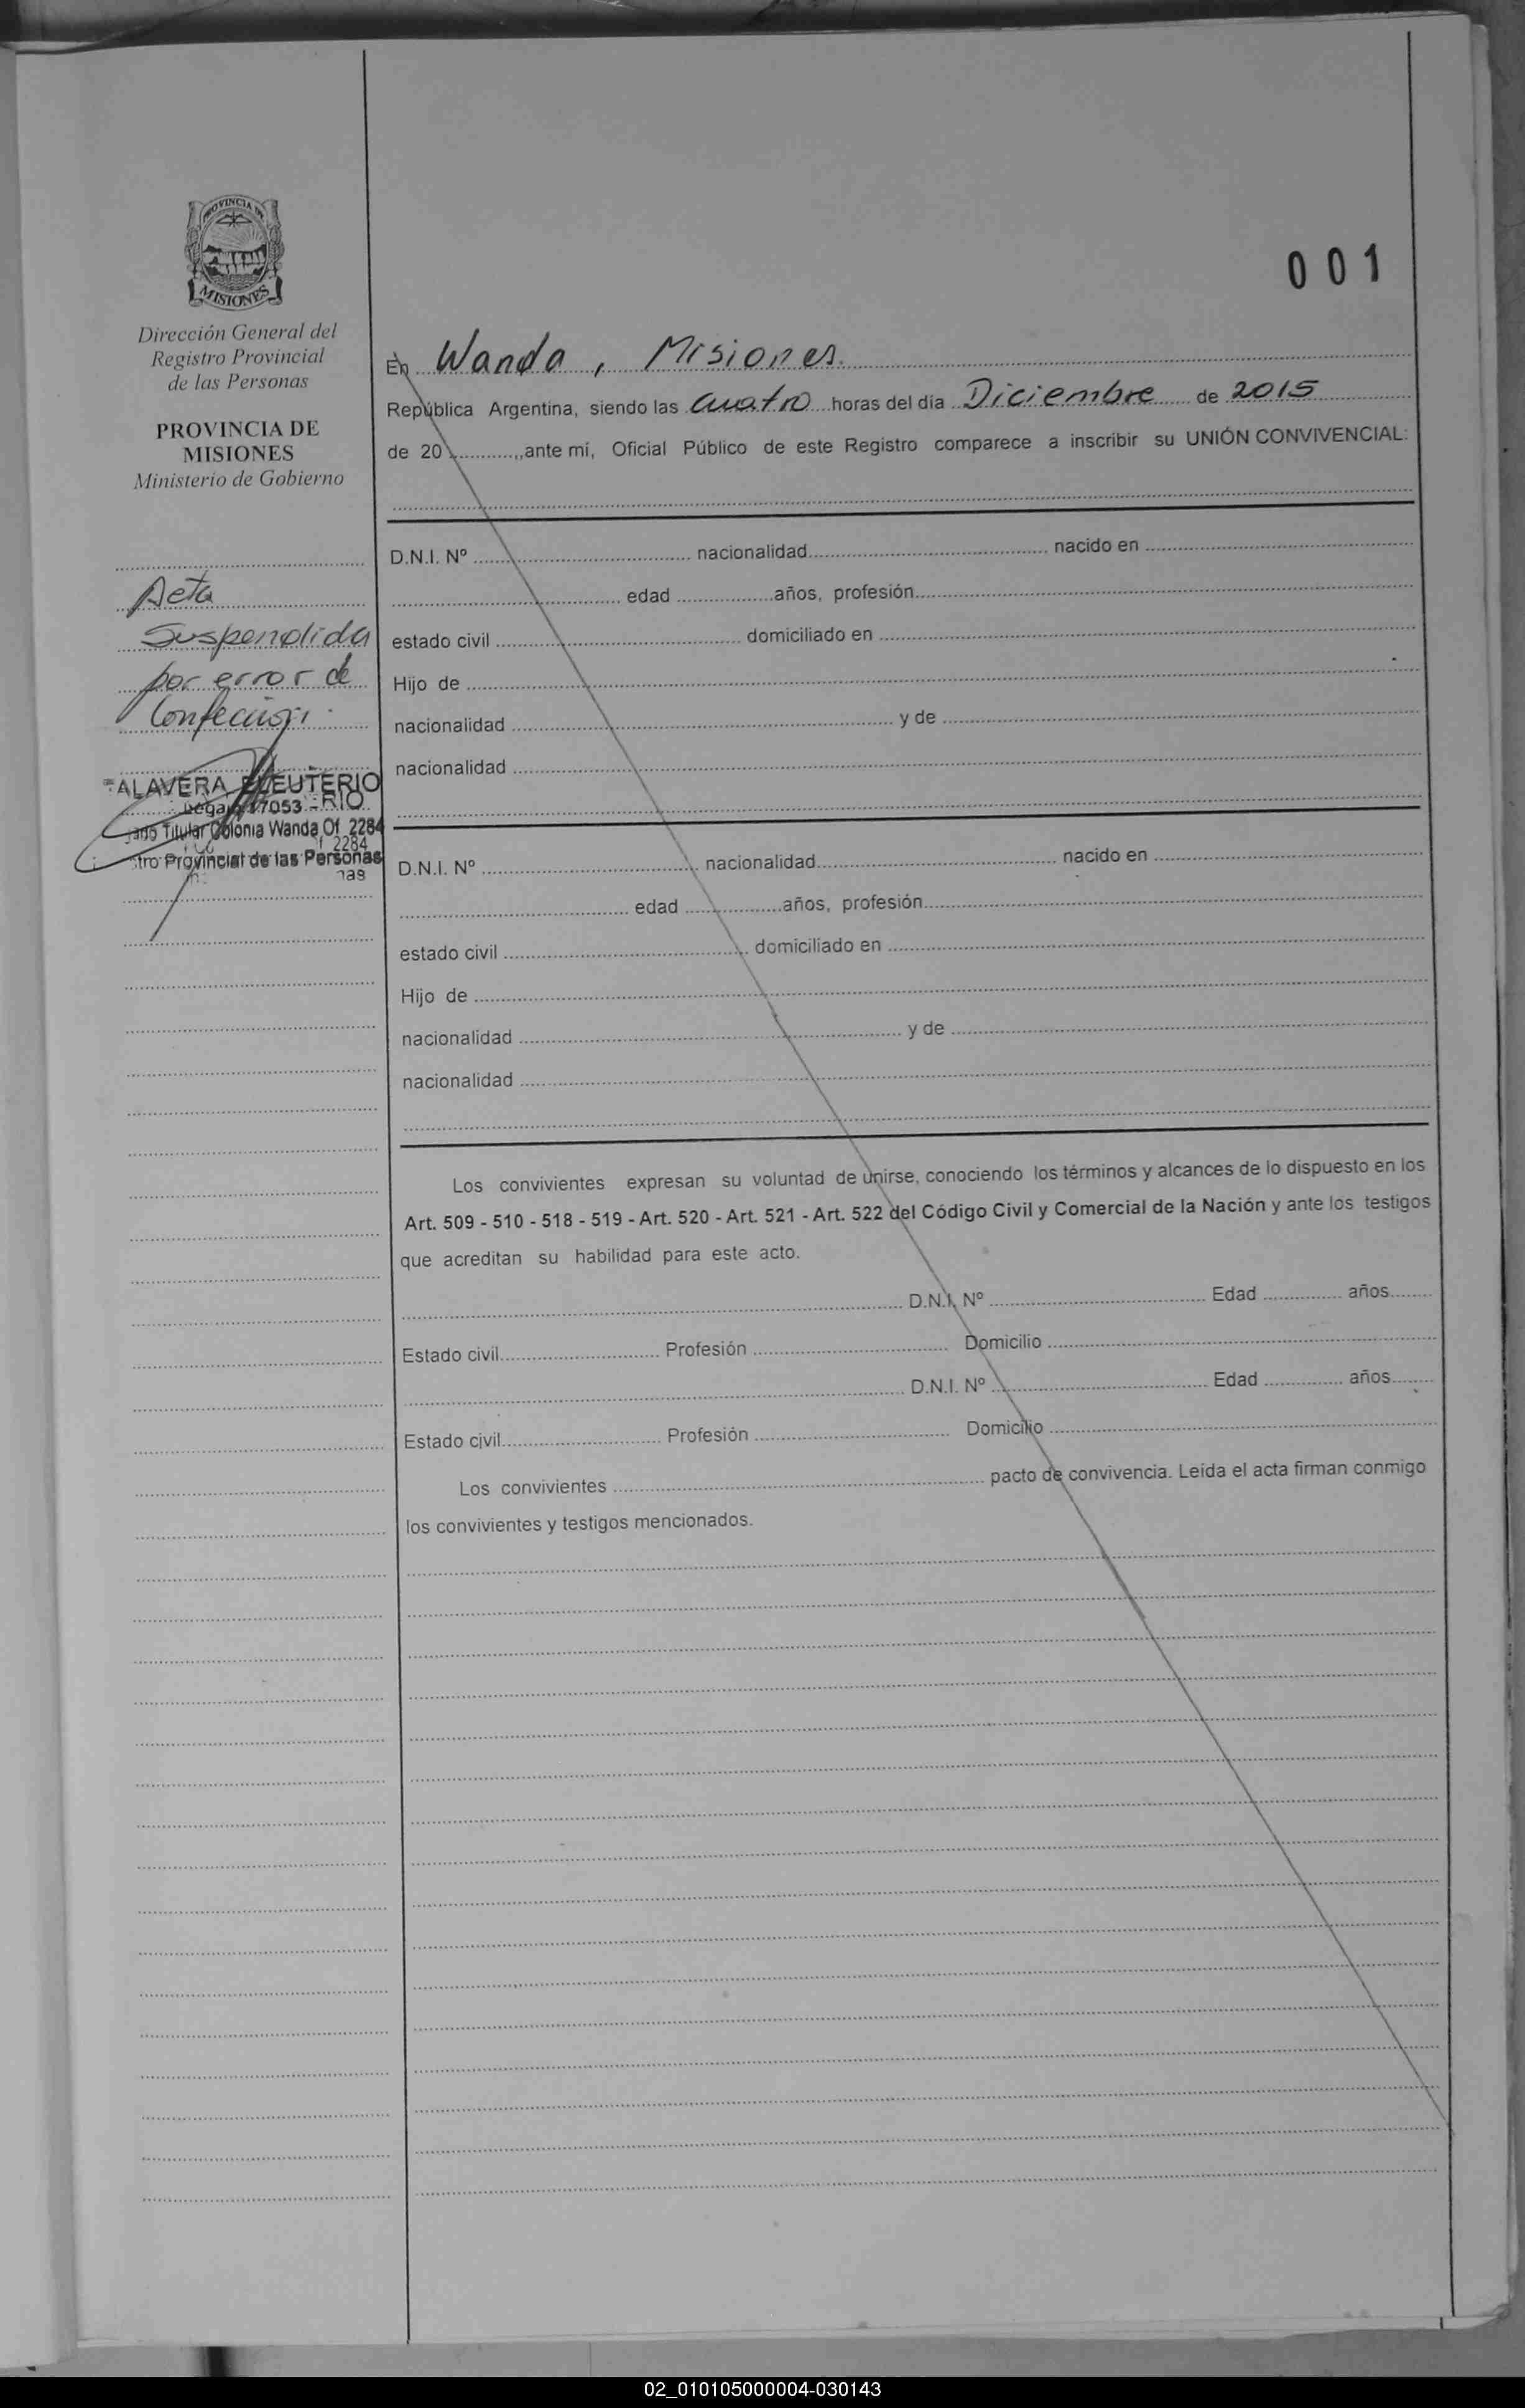 PROVINCIA DE
MISIONES
Dirección General del
Registro Provincial
de las Personas
PROVINCIA DE
MISIONES
Ministerio de Gobierno
Acta
Suspendida
por error de
Confección.
TALAVERA ELEUTERIO
RIO
Legajo 17053
Titular Colonia Wanda Of 2284
2284
tro Provincial de las Personas
nas
001
En Wanda, Misiones.
República Argentina, siendo las cuatro horas del día Diciembre de 2015
de 20 ,,ante mí, Oficial Público de este Registro comparece a inscribir su UNIÓN CONVIVENCIAL:
D.N.I. Nº nacionalidad nacido en
edad años, profesión
estado civil domiciliado en
Hijo de
nacionalidad y de
nacionalidad
D.N.I. Nº nacionalidad nacido en
edad años, profesión
estado civil domiciliado en
Hijo de
nacionalidad y de
nacionalidad
Los convivientes expresan su voluntad de unirse, conociendo los términos y alcances de lo dispuesto en los
Art. 509 - 510 - 518 - 519 - Art. 520 - Art. 521 - Art. 522 del Código Civil y Comercial de la Nación y ante los testigos
que acreditan su habilidad para este acto.
D.N.I. Nº Edad años
Estado civil Profesión Domicilio
D.N.I. Nº Edad años
Estado civil Profesión Domicilio
Los convivientes pacto de convivencia. Leída el acta firman conmigo
los convivientes y testigos mencionados.
02_010105000004-030143